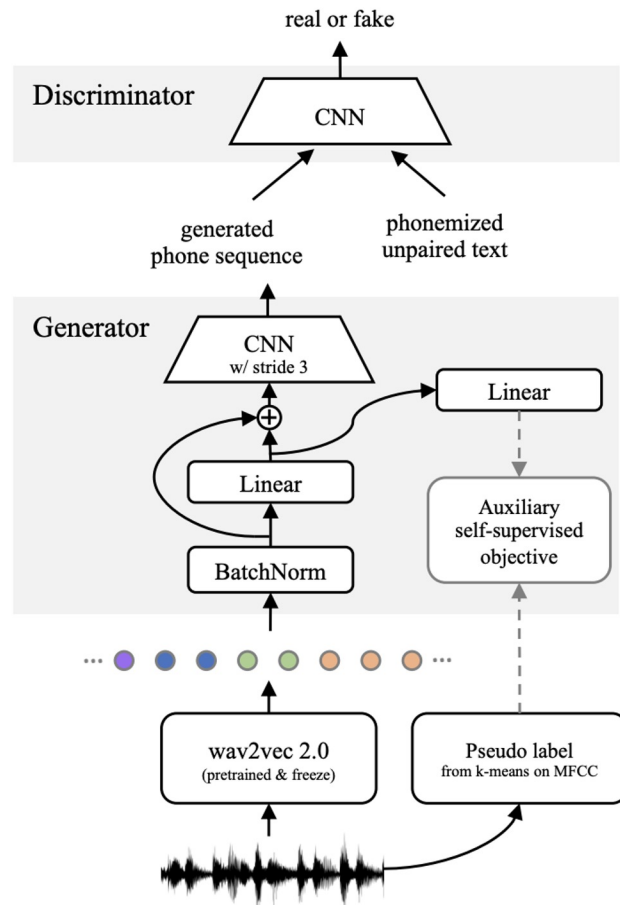 real or fake
Discriminator
CNN
generated
phone sequence
phonemized
unpaired text
Generator
CNN
w/ stride 3
Linear
Linear
Auxiliary
self-supervised
objective
BatchNorm
...
...
wav2vec 2.0
(pretrained & freeze)
Pseudo label
from k-means on MFCC